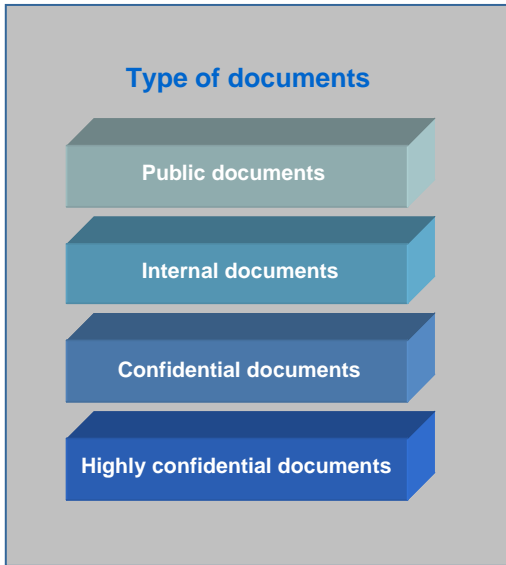 Type of documents
Public documents
Internal documents
Confidential documents
Highly confidential documents